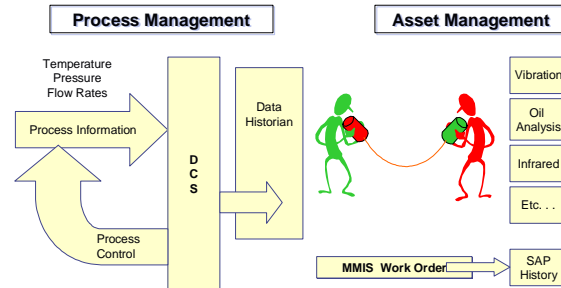 Process Management
Asset Management
Temperature
Pressure
Flow Rates
Process Information
Process
Control
D
C
S
Data
Historian
Vibration
Oil
Analysis
Infrared
Etc. . .
MMIS Work Order
SAP
History